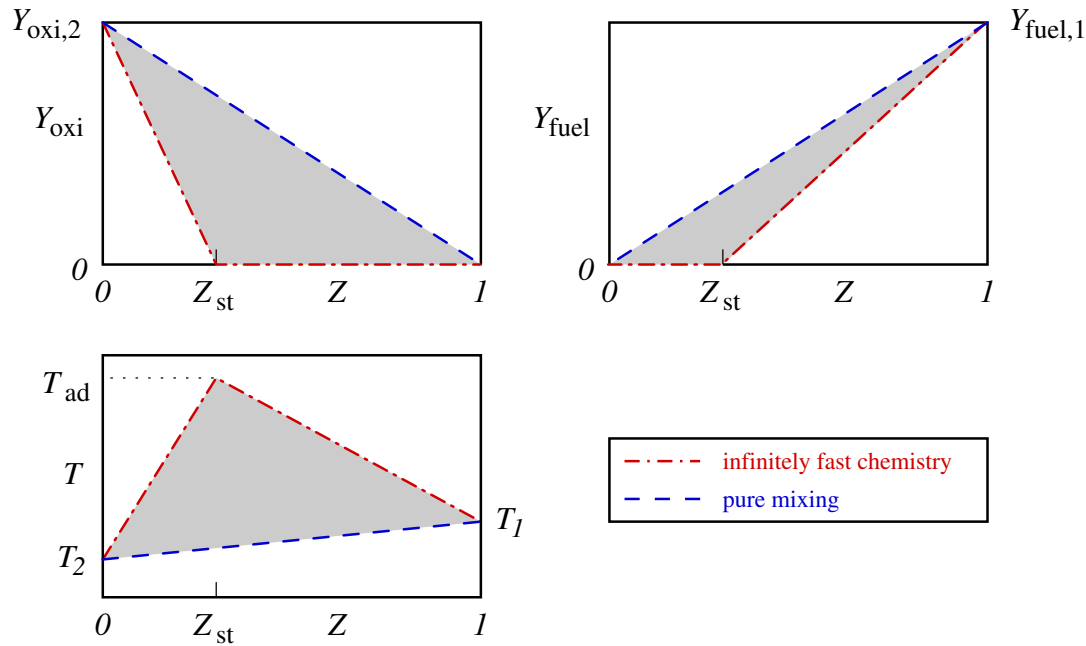 Y_oxi,2
Y_oxi
0
0 Z_st Z 1
Y_fuel,1
Y_fuel
0 Z_st Z 1
T_ad
T
T_2
T_1
0 Z_st Z 1
infinitely fast chemistry
pure mixing